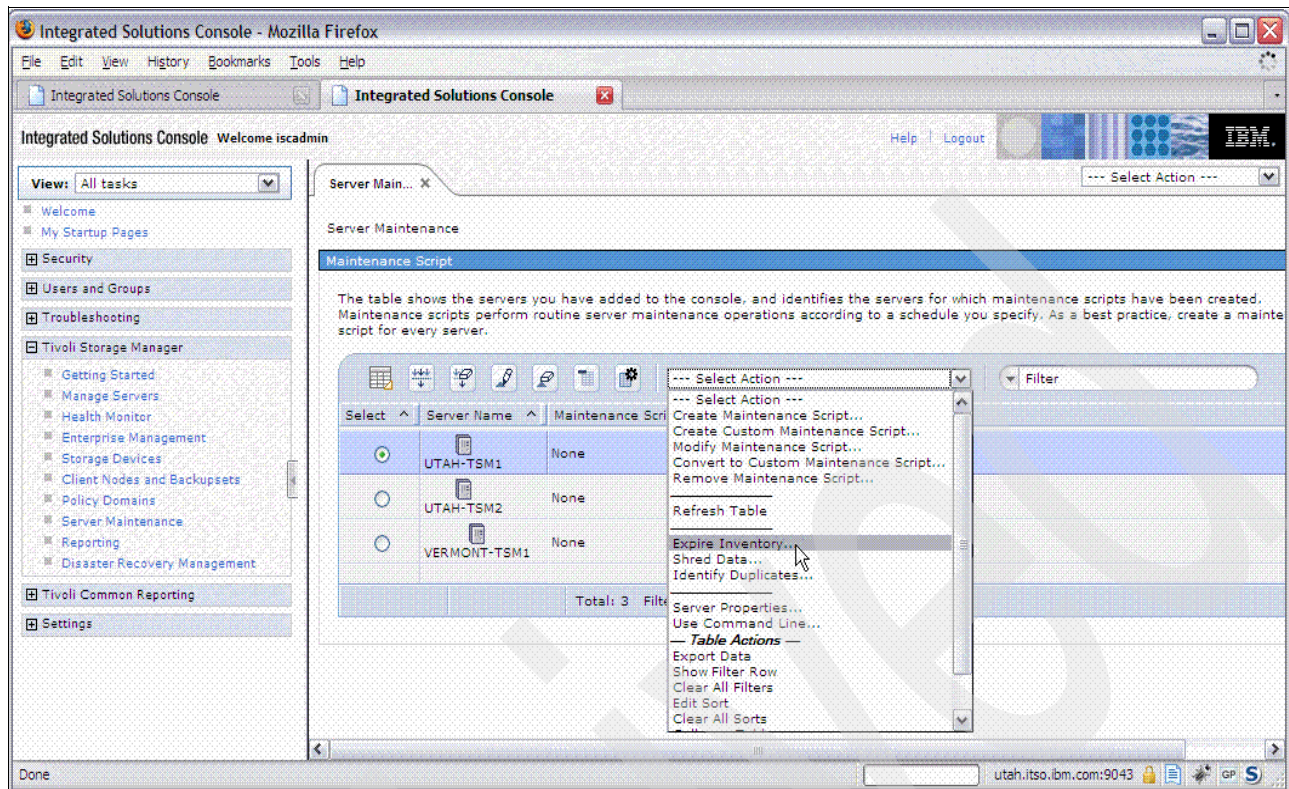 Integrated Solutions Console - Mozilla Firefox
File Edit View History Bookmarks Tools Help
Integrated Solutions Console
Integrated Solutions Console
Integrated Solutions Console Welcome iscadmin
Help Logout
IBM.
View: All tasks
Welcome
My Startup Pages
Security
Users and Groups
Troubleshooting
Tivoli Storage Manager
Getting Started
Manage Servers
Health Monitor
Enterprise Management
Storage Devices
Client Nodes and Backupsets
Policy Domains
Server Maintenance
Reporting
Disaster Recovery Management
Tivoli Common Reporting
Settings
Server Main...
--- Select Action ---
Server Maintenance
Maintenance Script
The table shows the servers you have added to the console, and identifies the servers for which maintenance scripts have been created.
Maintenance scripts perform routine server maintenance operations according to a schedule you specify. As a best practice, create a mainte
script for every server.
--- Select Action ---
Filter
Select Server Name Maintenance Scri
UTAH-TSM1 None
UTAH-TSM2 None
VERMONT-TSM1 None
Total: 3 Filte
--- Select Action ---
Create Maintenance Script...
Create Custom Maintenance Script...
Modify Maintenance Script...
Convert to Custom Maintenance Script...
Remove Maintenance Script...
Refresh Table
Expire Inventory...
Shred Data...
Identify Duplicates...
Server Properties...
Use Command Line...
— Table Actions —
Export Data
Show Filter Row
Clear All Filters
Edit Sort
Clear All Sorts
Done
utah.itso.ibm.com:9043
GP
S